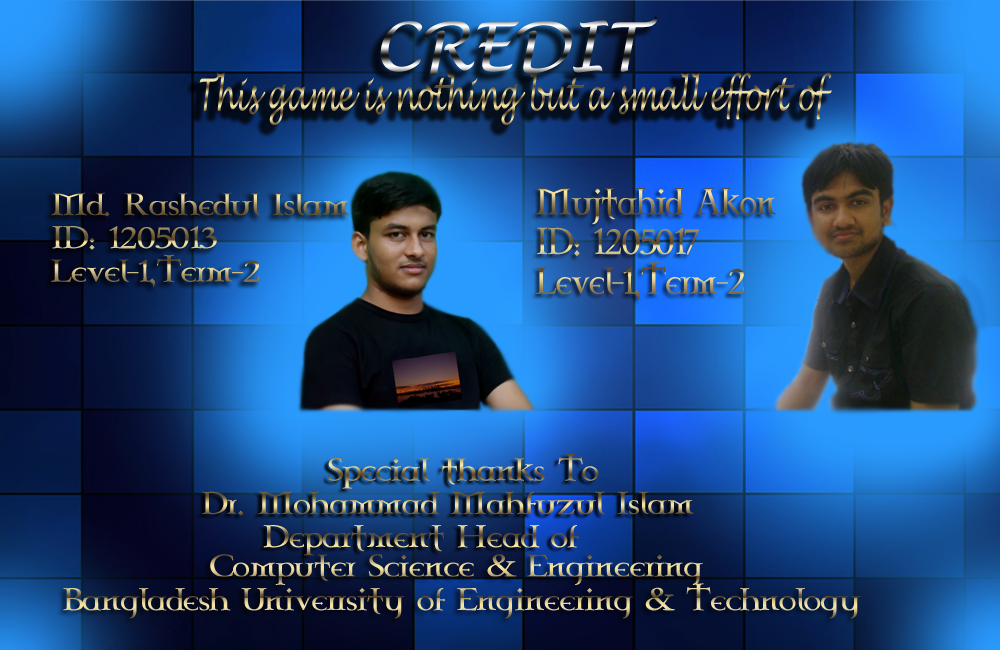 CREDIT
This game is nothing but a small effort of
Md. Rashedul Islam
ID: 1205013
Level-1,Term-2
Mujtahid Akon
ID: 1205017
Level-1,Term-2
Special thanks To
Dr. Mohammad Mahfuzul Islam
Department Head of
Computer Science & Engineering
Bangladesh University of Engineering & Technology